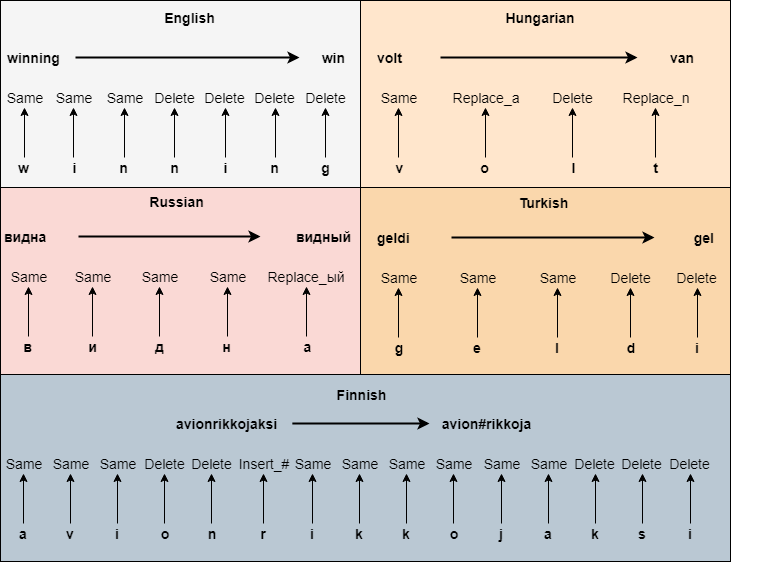 English
winning win
Same Same Same Delete Delete Delete Delete
w i n n i n g
Hungarian
volt van
Same Replace_a Delete Replace_n
v o l t
Russian
видна видный
Same Same Same Same Replace_ый
в и д н а
Turkish
geldi gel
Same Same Same Delete Delete
g e l d i
Finnish
avionrikkojaksi avion#rikkoja
Same Same Same Delete Delete Insert_# Same Same Same Same Same Same Delete Delete Delete
a v i o n r i k k o j a k s i